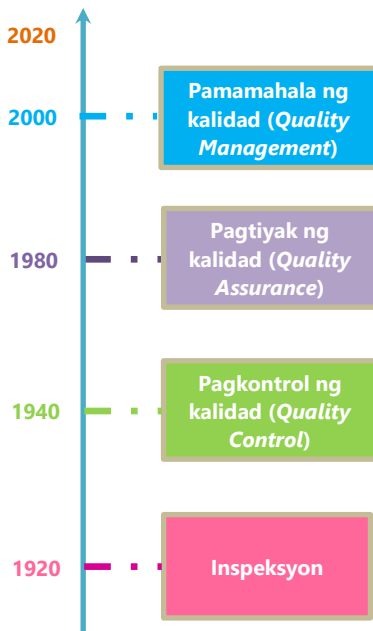 2020
2000
Pamamahala ng
kalidad (Quality
Management)
1980
Pagtiyak ng
kalidad (Quality
Assurance)
1940
Pagkontrol ng
kalidad (Quality
Control)
1920
Inspeksyon